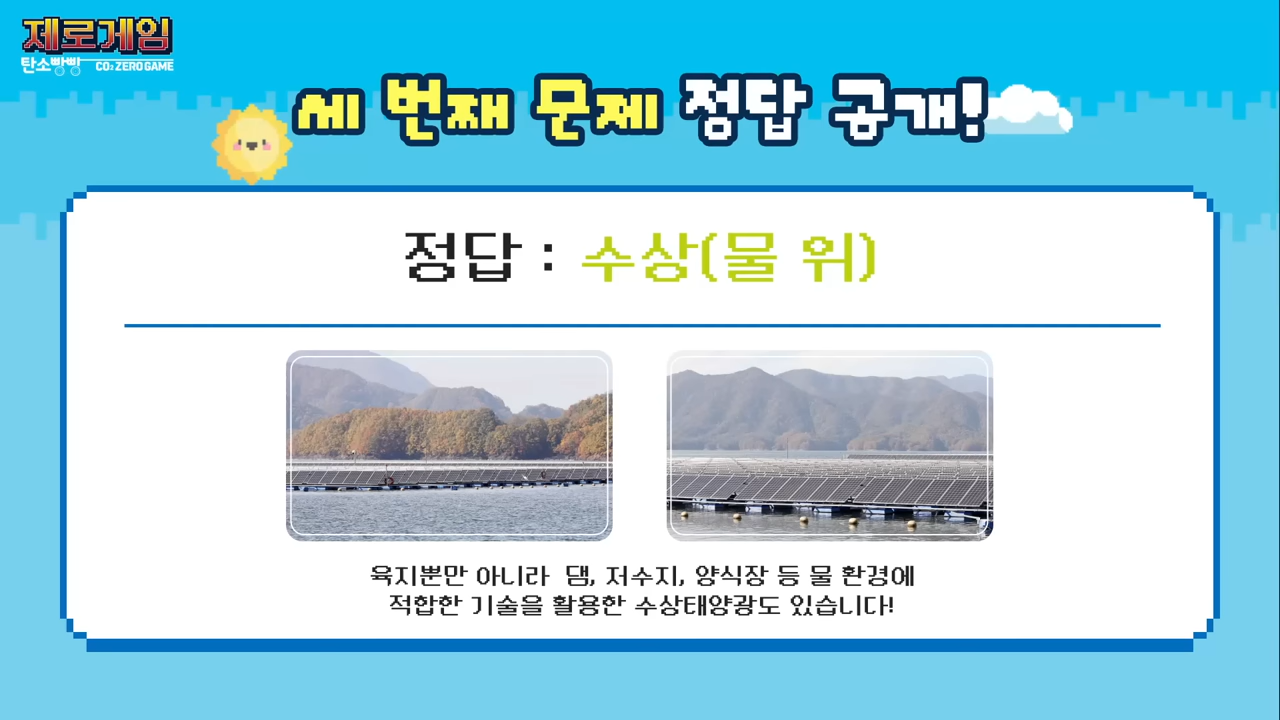 제로게임
탄소빵빵 CO₂ ZERO GAME
세 번째 문제 정답 공개!
정답 : 수상(물 위)
육지뿐만 아니라 댐, 저수지, 양식장 등 물 환경에
적합한 기술을 활용한 수상태양광도 있습니다!